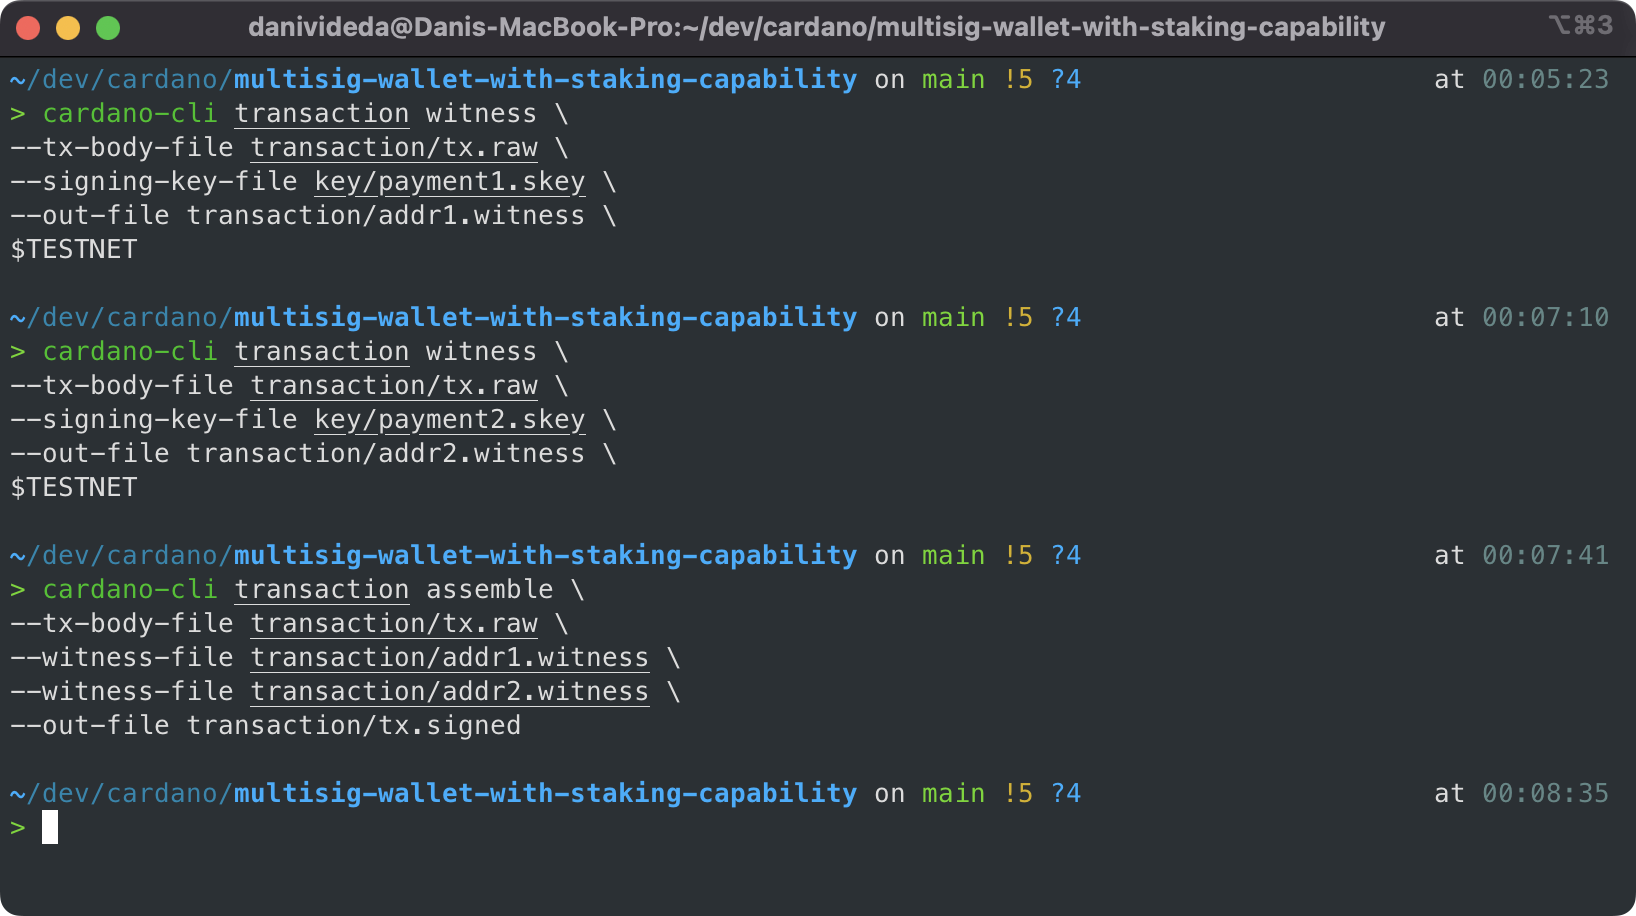 danivideda@Danis-MacBook-Pro:~/dev/cardano/multisig-wallet-with-staking-capability ⌥⌘3
~/dev/cardano/multisig-wallet-with-staking-capability on main !5 ?4 at 00:05:23
> cardano-cli transaction witness \
--tx-body-file transaction/tx.raw \
--signing-key-file key/payment1.skey \
--out-file transaction/addr1.witness \
$TESTNET
~/dev/cardano/multisig-wallet-with-staking-capability on main !5 ?4 at 00:07:10
> cardano-cli transaction witness \
--tx-body-file transaction/tx.raw \
--signing-key-file key/payment2.skey \
--out-file transaction/addr2.witness \
$TESTNET
~/dev/cardano/multisig-wallet-with-staking-capability on main !5 ?4 at 00:07:41
> cardano-cli transaction assemble \
--tx-body-file transaction/tx.raw \
--witness-file transaction/addr1.witness \
--witness-file transaction/addr2.witness \
--out-file transaction/tx.signed
~/dev/cardano/multisig-wallet-with-staking-capability on main !5 ?4 at 00:08:35
>